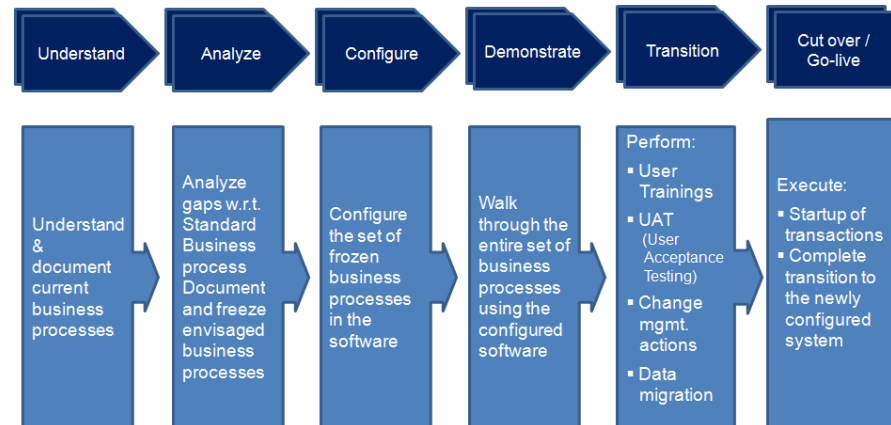 Understand
Analyze
Configure
Demonstrate
Transition
Cut over /
Go-live
Understand
&
document
current
business
processes
Analyze
gaps w.r.t.
Standard
Business
process
Document
and freeze
envisaged
business
processes
Configure
the set of
frozen
business
processes
in the
software
Walk
through the
entire set of
business
processes
using the
configured
software
Perform:
▪ User
Trainings
▪ UAT
(User
Acceptance
Testing)
▪ Change
mgmt.
actions
▪ Data
migration
Execute:
▪ Startup of
transactions
▪ Complete
transition to
the newly
configured
system